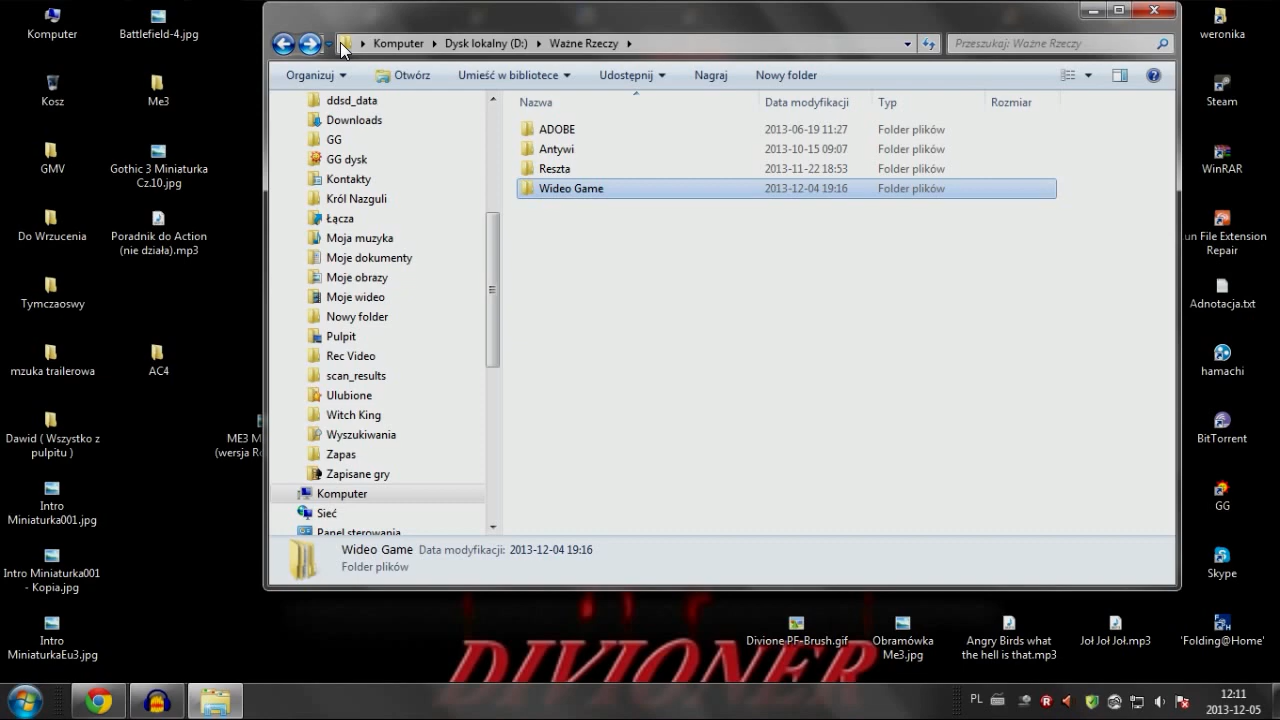 Komputer
Battlefield-4.jpg
Kosz
Me3
GMV
Gothic 3 Miniaturka
Cz.10.jpg
Do Wrzucenia
Poradnik do Action
(nie działa).mp3
Tymczaoswy
mzuka trailerowa
AC4
Dawid ( Wszystko z
pulpitu )
ME3 M
(wersja Ro
Intro
Miniaturka001.jpg
Intro Miniaturka001
- Kopia.jpg
Intro
MiniaturkaEu3.jpg
Komputer
Dysk lokalny (D:)
Ważne Rzeczy
Przeszukaj: Ważne Rzeczy
Organizuj
Otwórz
Umieść w bibliotece
Udostępnij
Nagraj
Nowy folder
ddsd_data
Downloads
GG
GG dysk
Kontakty
Król Nazguli
Łącza
Moja muzyka
Moje dokumenty
Moje obrazy
Moje wideo
Nowy folder
Pulpit
Rec Video
scan_results
Ulubione
Witch King
Wyszukiwania
Zapas
Zapisane gry
Komputer
Sieć
Panel sterowania
Nazwa Data modyfikacji Typ Rozmiar
ADOBE 2013-06-19 11:27 Folder plików
Antywi 2013-10-15 09:07 Folder plików
Reszta 2013-11-22 18:53 Folder plików
Wideo Game 2013-12-04 19:16 Folder plików
Wideo Game Data modyfikacji: 2013-12-04 19:16
Folder plików
weronika
Steam
WinRAR
un File Extension
Repair
Adnotacja.txt
hamachi
BitTorrent
GG
Skype
'Folding@Home'
DIVIONER
Divione PF-Brush.gif
Obramówka
Me3.jpg
Angry Birds what
the hell is that.mp3
Joł Joł Joł.mp3
PL
12:11
2013-12-05